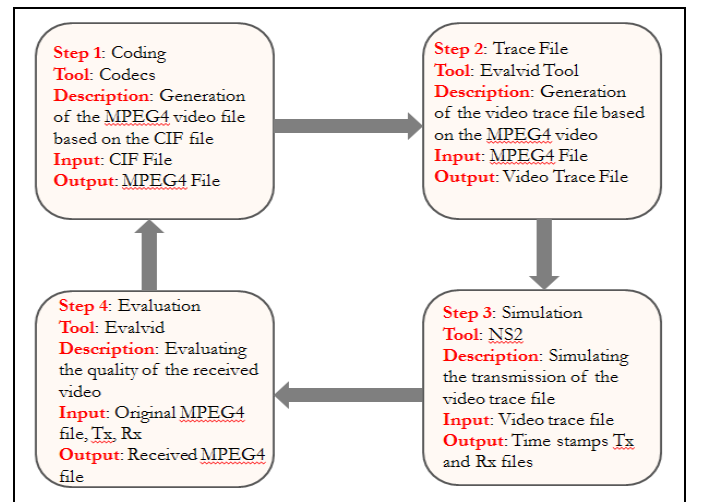 Step 1: Coding
Tool: Codecs
Description: Generation
of the MPEG4 video file
based on the CIF file
Input: CIF File
Output: MPEG4 File
Step 2: Trace File
Tool: Evalvid Tool
Description: Generation
of the video trace file based
on the MPEG4 video
Input: MPEG4 File
Output: Video Trace File
Step 3: Simulation
Tool: NS2
Description: Simulating
the transmission of the
video trace file
Input: Video trace file
Output: Time stamps Tx
and Rx files
Step 4: Evaluation
Tool: Evalvid
Description: Evaluating
the quality of the received
video
Input: Original MPEG4
file, Tx, Rx
Output: Received MPEG4
file